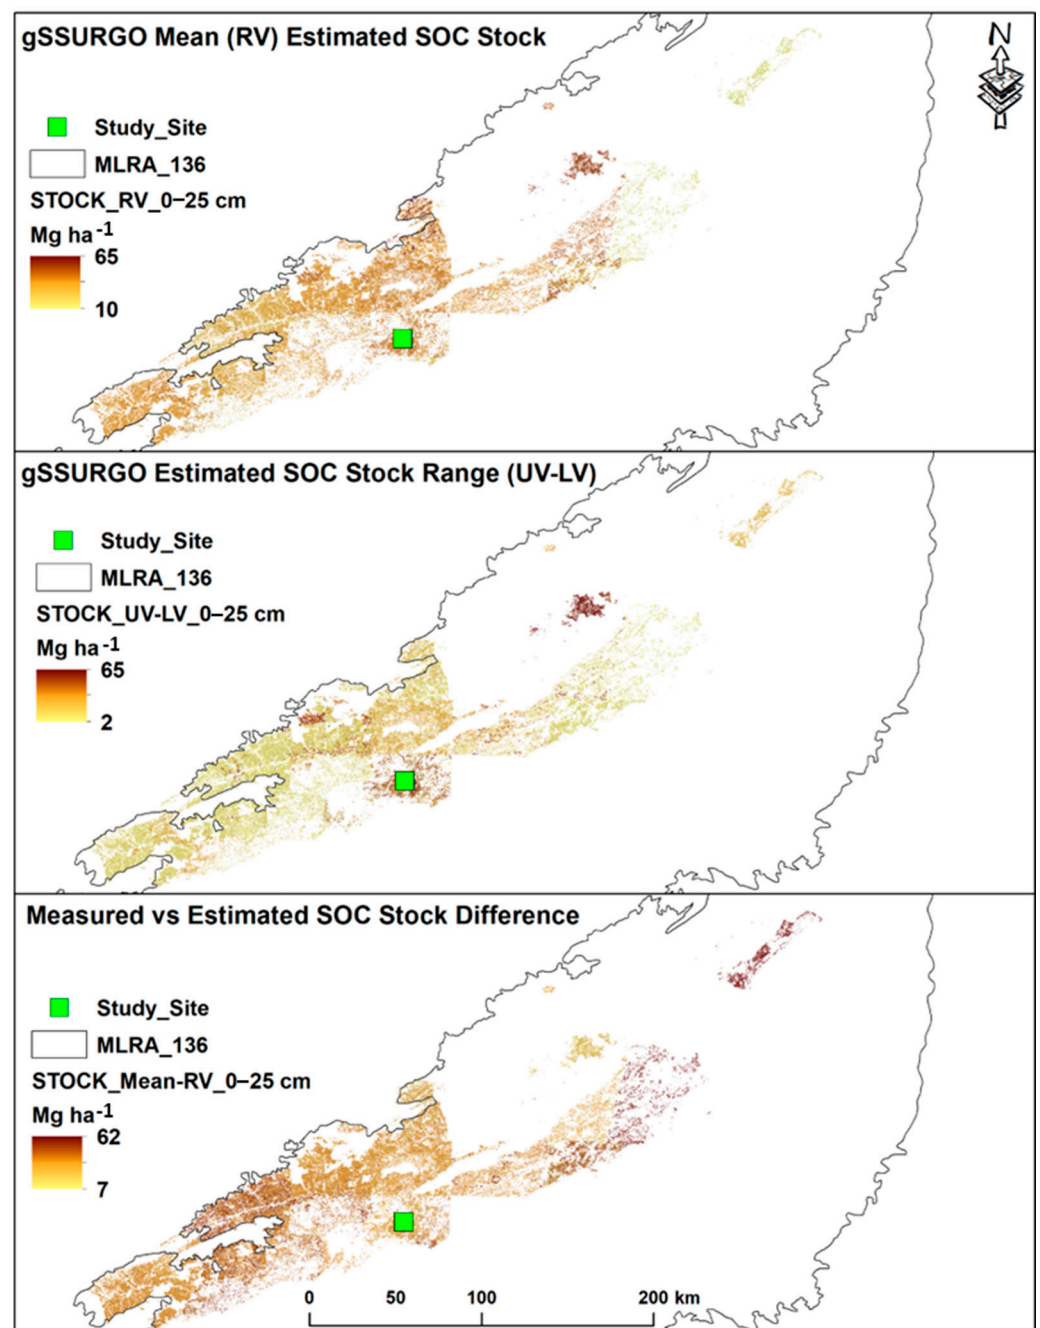 gSSURGO Mean (RV) Estimated SOC Stock
N
Study_Site
MLRA_136
STOCK_RV_0–25 cm
Mg ha-1
65
10
gSSURGO Estimated SOC Stock Range (UV-LV)
Study_Site
MLRA_136
STOCK_UV-LV_0–25 cm
Mg ha-1
65
2
Measured vs Estimated SOC Stock Difference
Study_Site
MLRA_136
STOCK_Mean-RV_0–25 cm
Mg ha-1
62
7
0 50 100 200 km